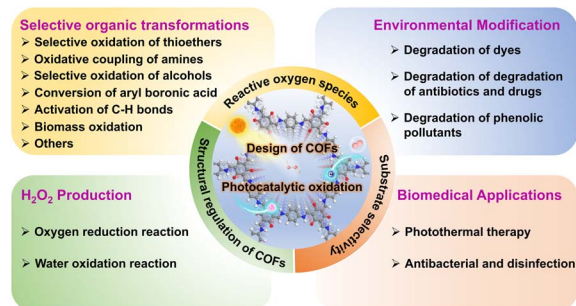 Selective organic transformations
➢ Selective oxidation of thioethers
➢ Oxidative coupling of amines
➢ Selective oxidation of alcohols
➢ Conversion of aryl boronic acid
➢ Activation of C-H bonds
➢ Biomass oxidation
➢ Others
Environmental Modification
➢ Degradation of dyes
➢ Degradation of degradation
of antibiotics and drugs
➢ Degradation of phenolic
pollutants
Reactive oxygen species
Structural regulation of COFs
Substrate selectivity
Design of COFs
Photocatalytic oxidation
H₂O₂ Production
➢ Oxygen reduction reaction
➢ Water oxidation reaction
Biomedical Applications
➢ Photothermal therapy
➢ Antibacterial and disinfection